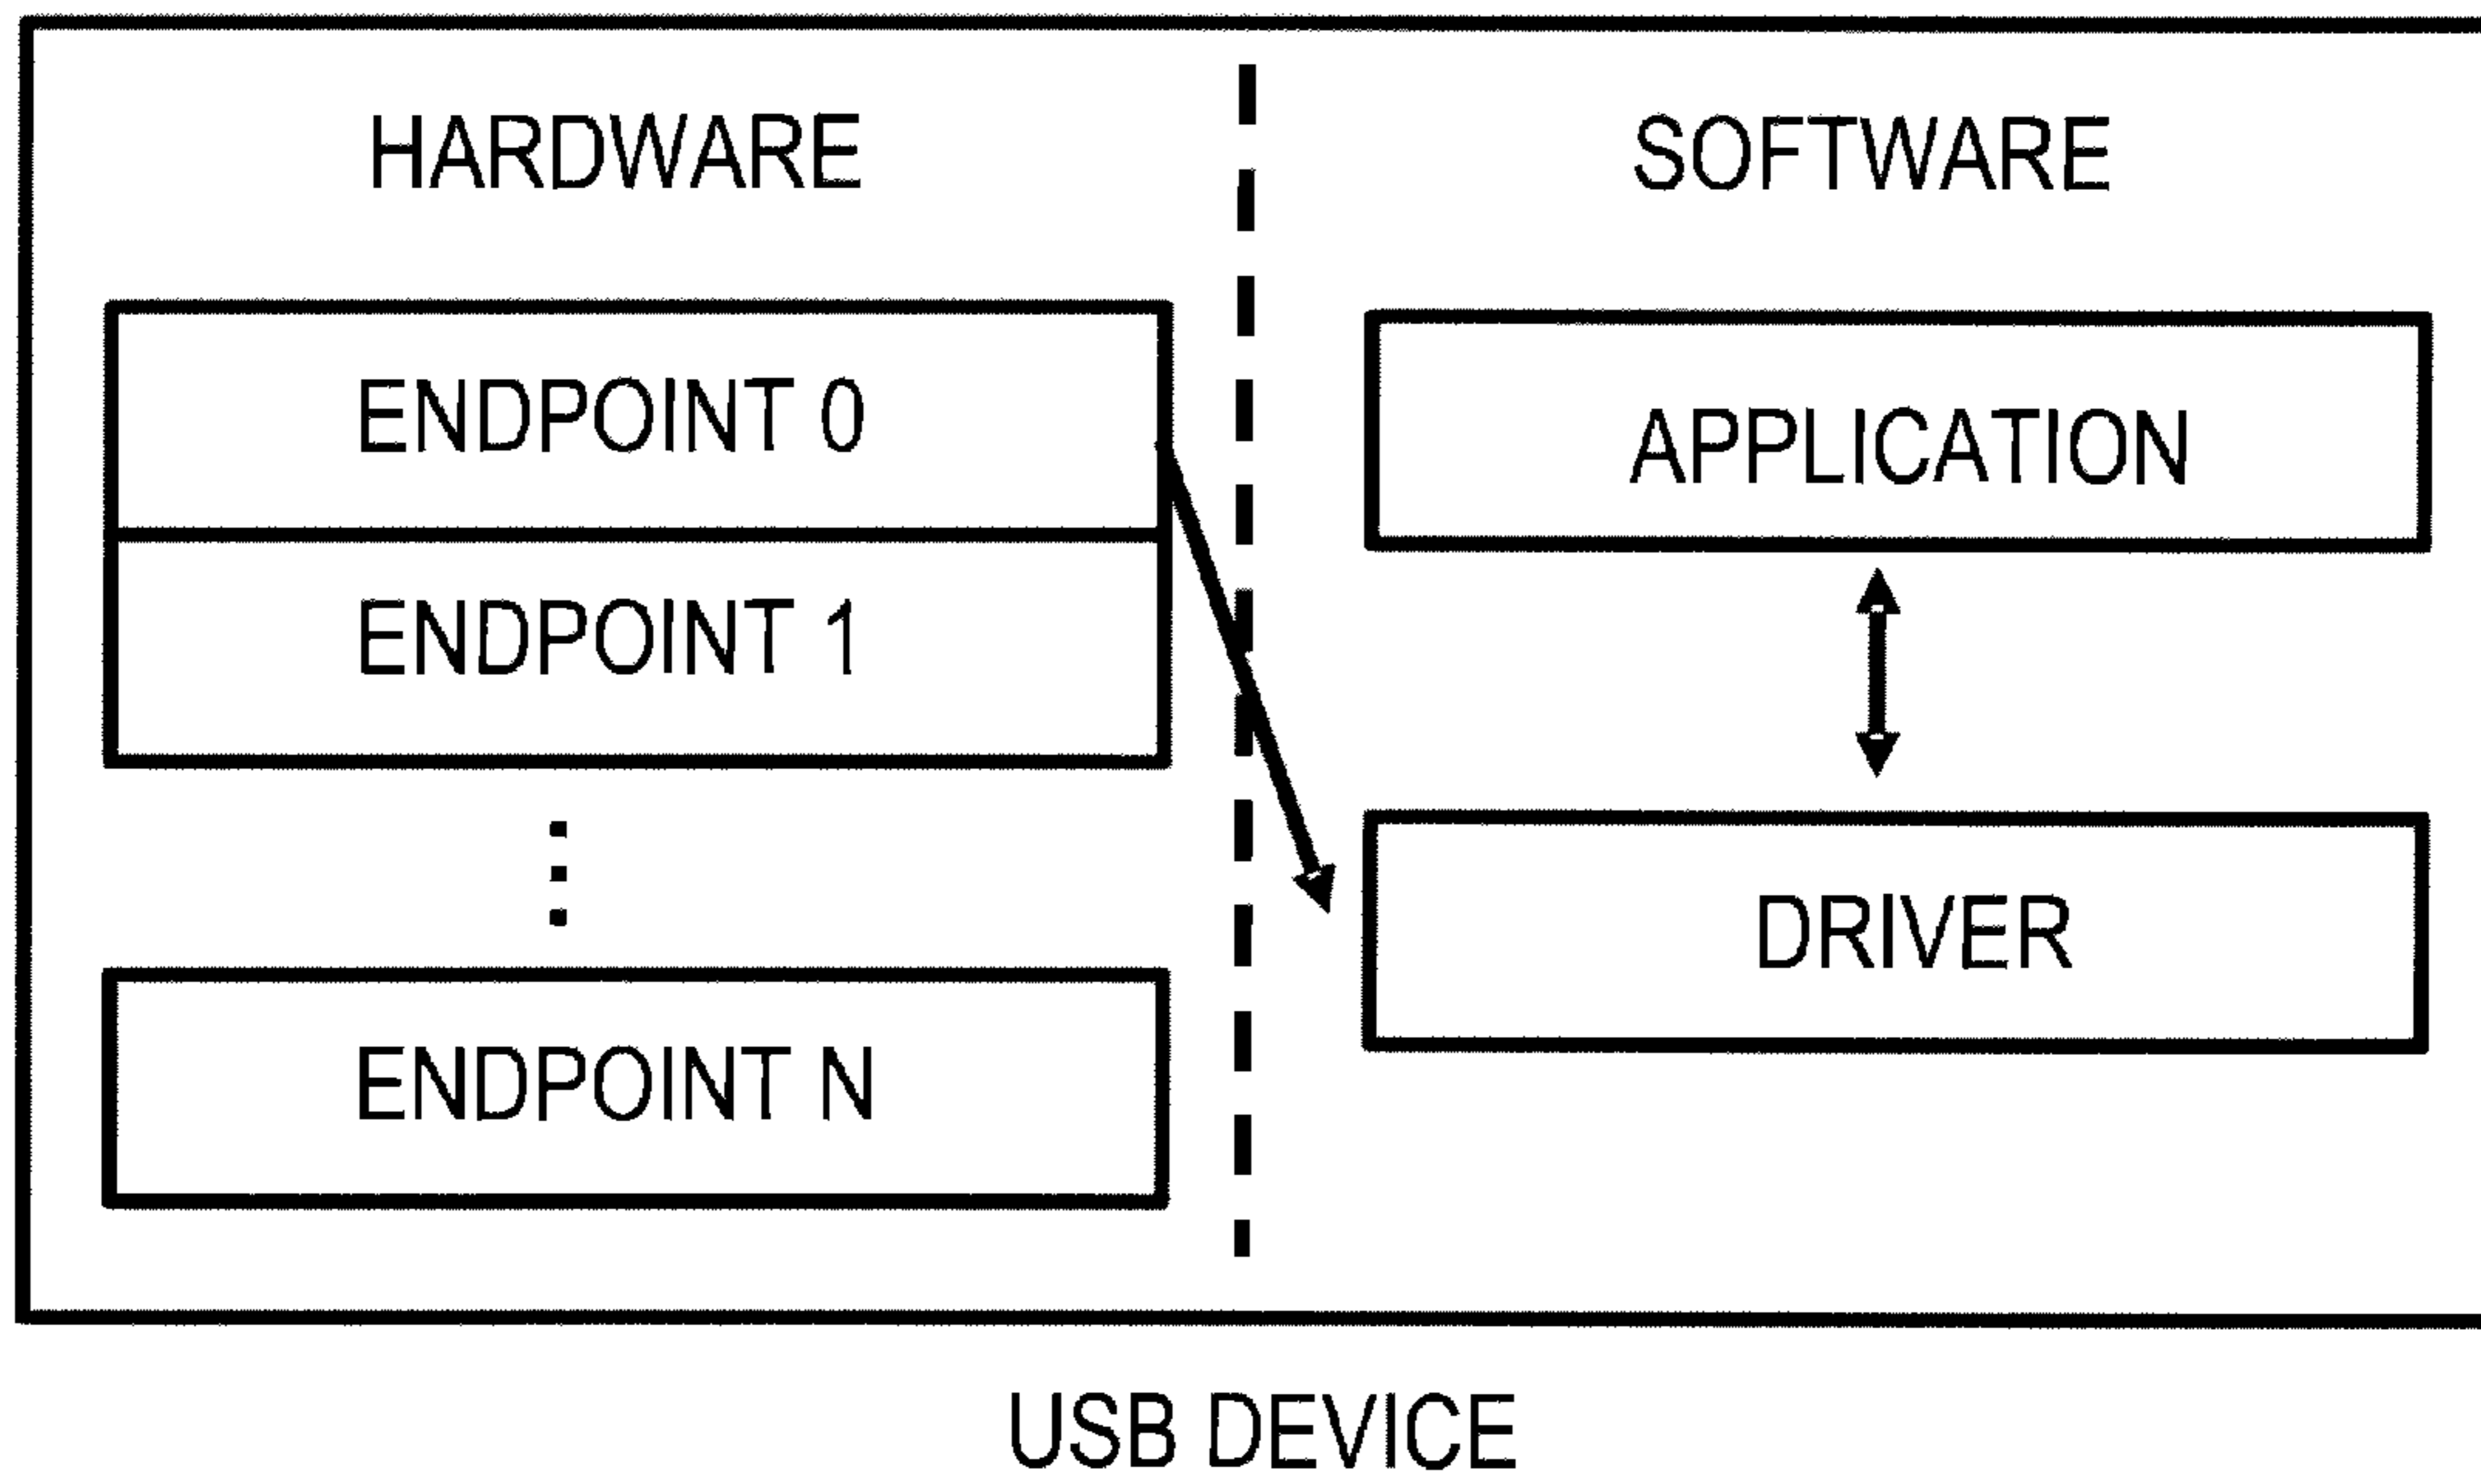 HARDWARE
SOFTWARE
ENDPOINT 0
ENDPOINT 1
ENDPOINT N
APPLICATION
DRIVER
USB DEVICE